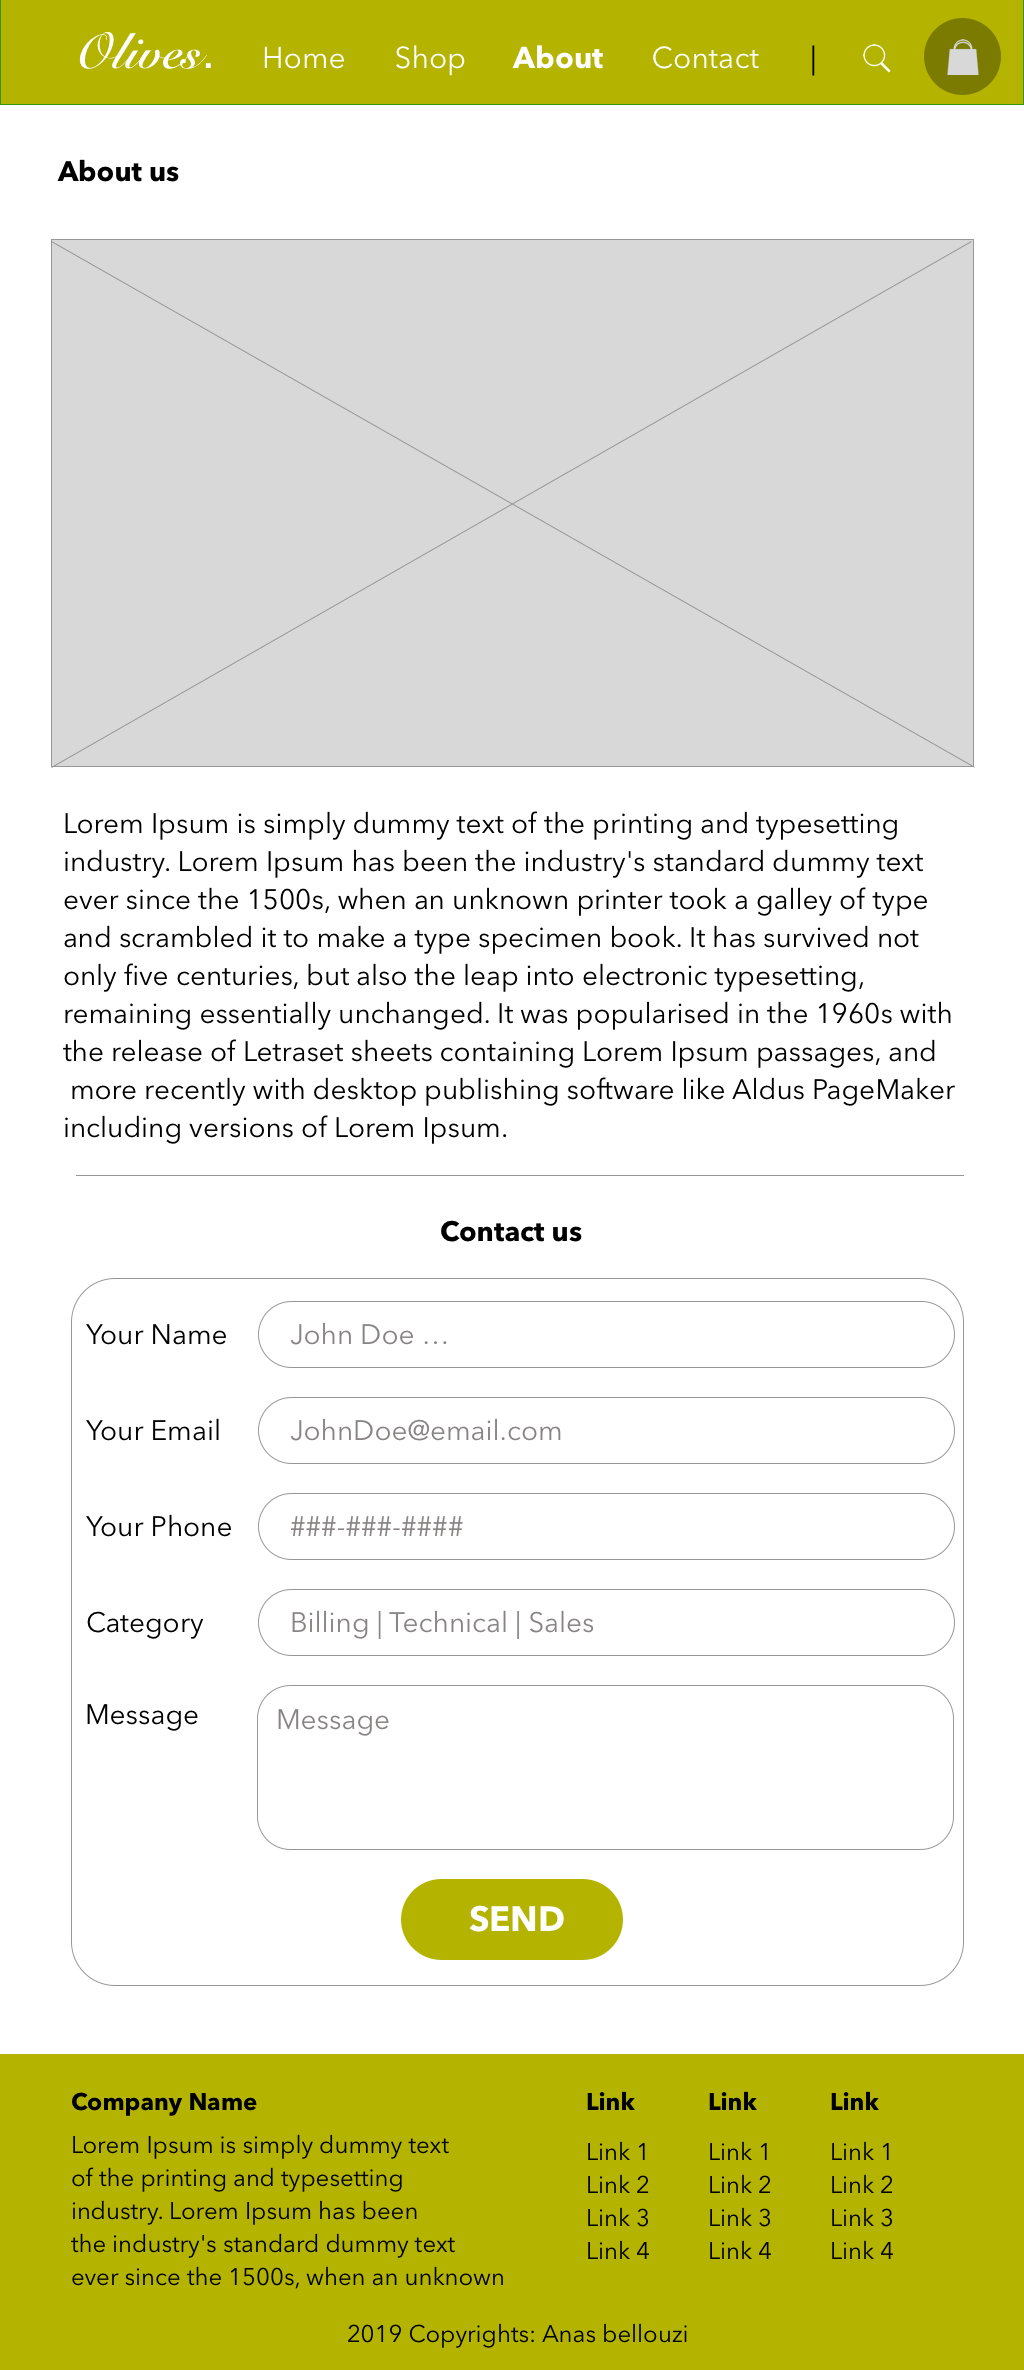 Olives.
Home Shop About Contact |
About us
Lorem Ipsum is simply dummy text of the printing and typesetting
industry. Lorem Ipsum has been the industry's standard dummy text
ever since the 1500s, when an unknown printer took a galley of type
and scrambled it to make a type specimen book. It has survived not
only five centuries, but also the leap into electronic typesetting,
remaining essentially unchanged. It was popularised in the 1960s with
the release of Letraset sheets containing Lorem Ipsum passages, and
more recently with desktop publishing software like Aldus PageMaker
including versions of Lorem Ipsum.
Contact us
Your Name John Doe ...
Your Email JohnDoe@email.com
Your Phone ###-###-####
Category Billing | Technical | Sales
Message Message
SEND
Company Name
Lorem Ipsum is simply dummy text
of the printing and typesetting
industry. Lorem Ipsum has been
the industry's standard dummy text
ever since the 1500s, when an unknown
Link Link Link
Link 1 Link 1 Link 1
Link 2 Link 2 Link 2
Link 3 Link 3 Link 3
Link 4 Link 4 Link 4
2019 Copyrights: Anas bellouzi